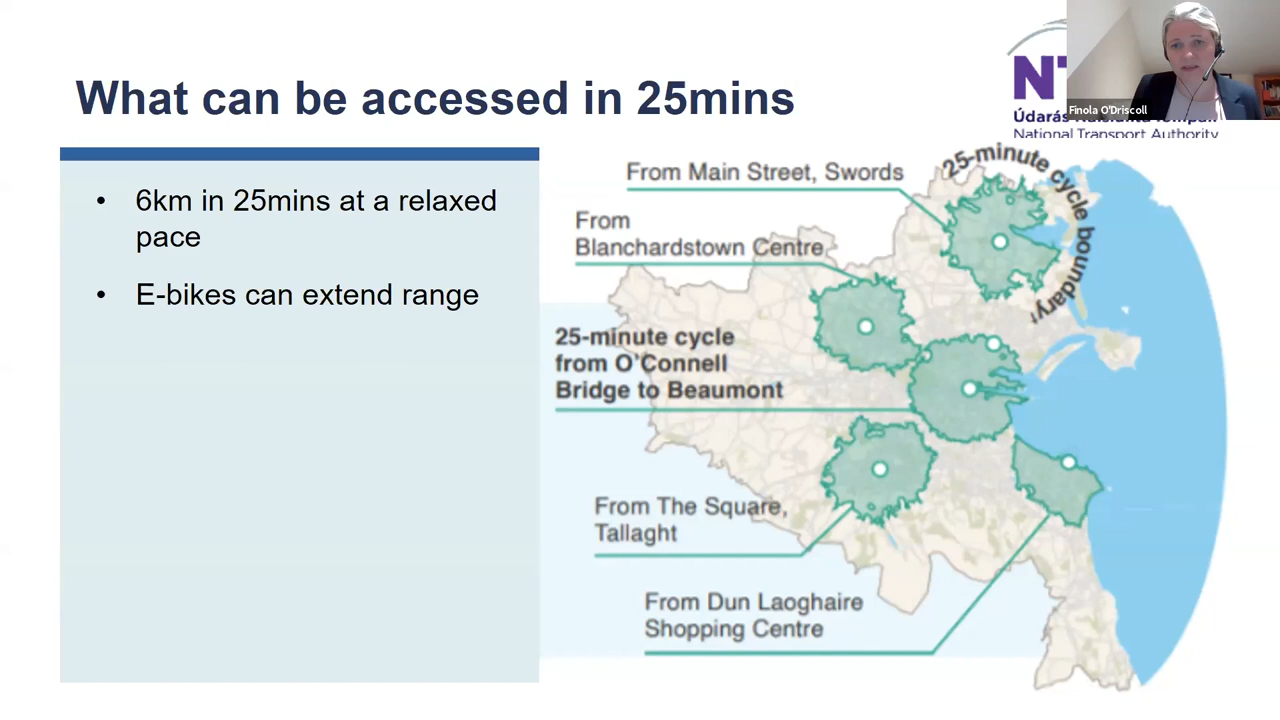 What can be accessed in 25mins
NT
Finola O'Driscoll
Údarás
National Transport Authority
• 6km in 25mins at a relaxed
pace
• E-bikes can extend range
From Main Street, Swords
From
Blanchardstown Centre
25-minute cycle
from O'Connell
Bridge to Beaumont
From The Square,
Tallaght
From Dun Laoghaire
Shopping Centre
25-minute cycle boundary†